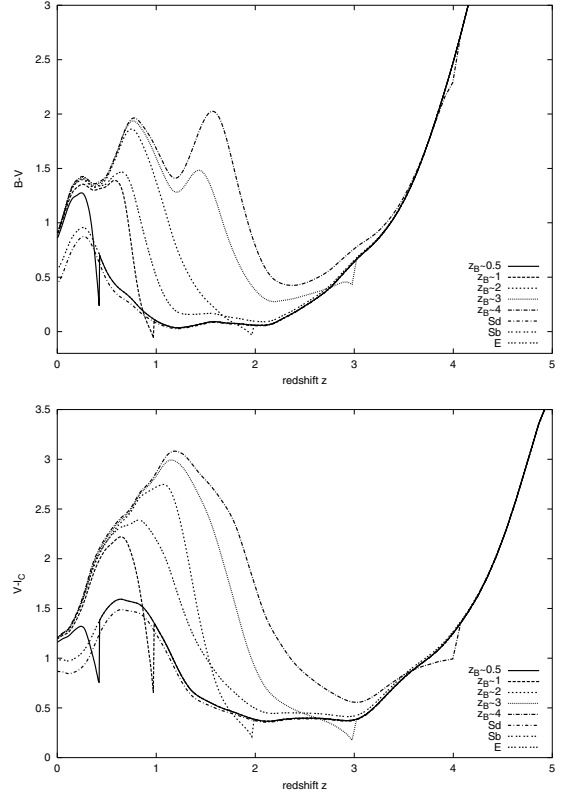 3
2.5
2
1.5
1
0.5
0
B-V
z_B~0.5
z_B~1
z_B~2
z_B~3
z_B~4
Sd
Sb
E
0 1 2 3 4 5
redshift z
3.5
3
2.5
2
1.5
1
0.5
0
V-I_C
z_B~0.5
z_B~1
z_B~2
z_B~3
z_B~4
Sd
Sb
E
0 1 2 3 4 5
redshift z